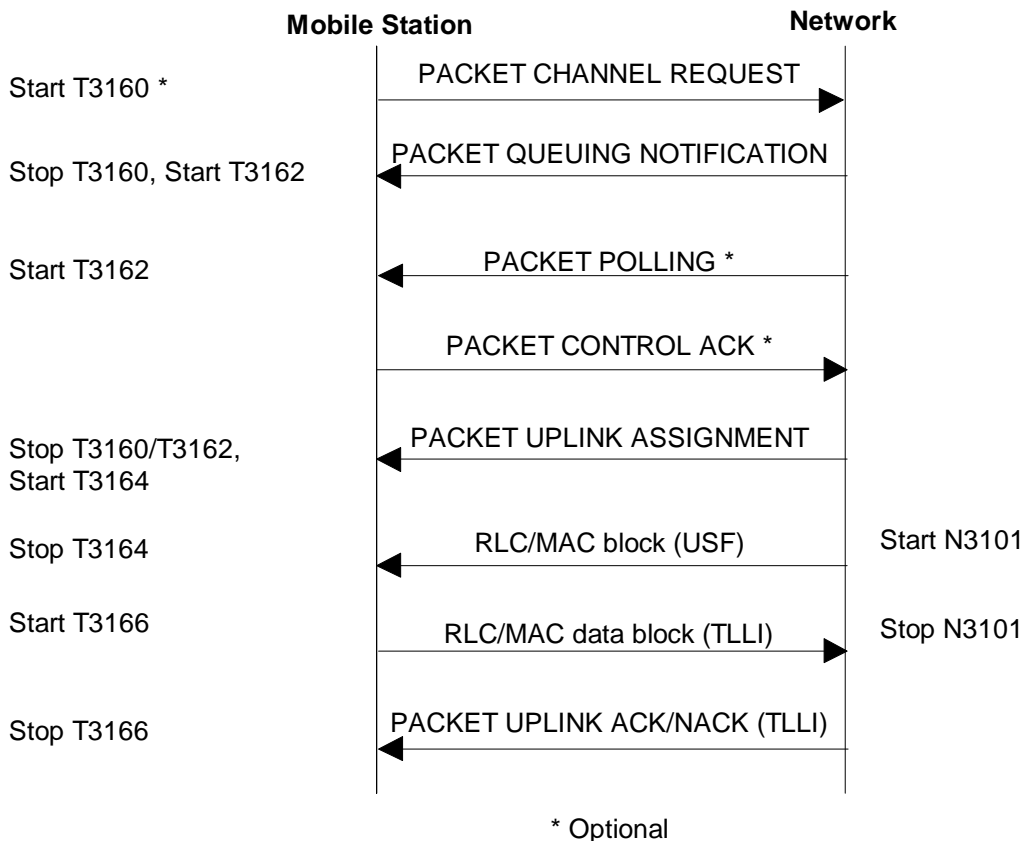 Mobile Station
Network
Start T3160 *
PACKET CHANNEL REQUEST
Stop T3160, Start T3162
PACKET QUEUING NOTIFICATION
Start T3162
PACKET POLLING *
PACKET CONTROL ACK *
Stop T3160/T3162,
Start T3164
PACKET UPLINK ASSIGNMENT
Stop T3164
RLC/MAC block (USF)
Start N3101
Start T3166
RLC/MAC data block (TLLI)
Stop N3101
Stop T3166
PACKET UPLINK ACK/NACK (TLLI)
* Optional